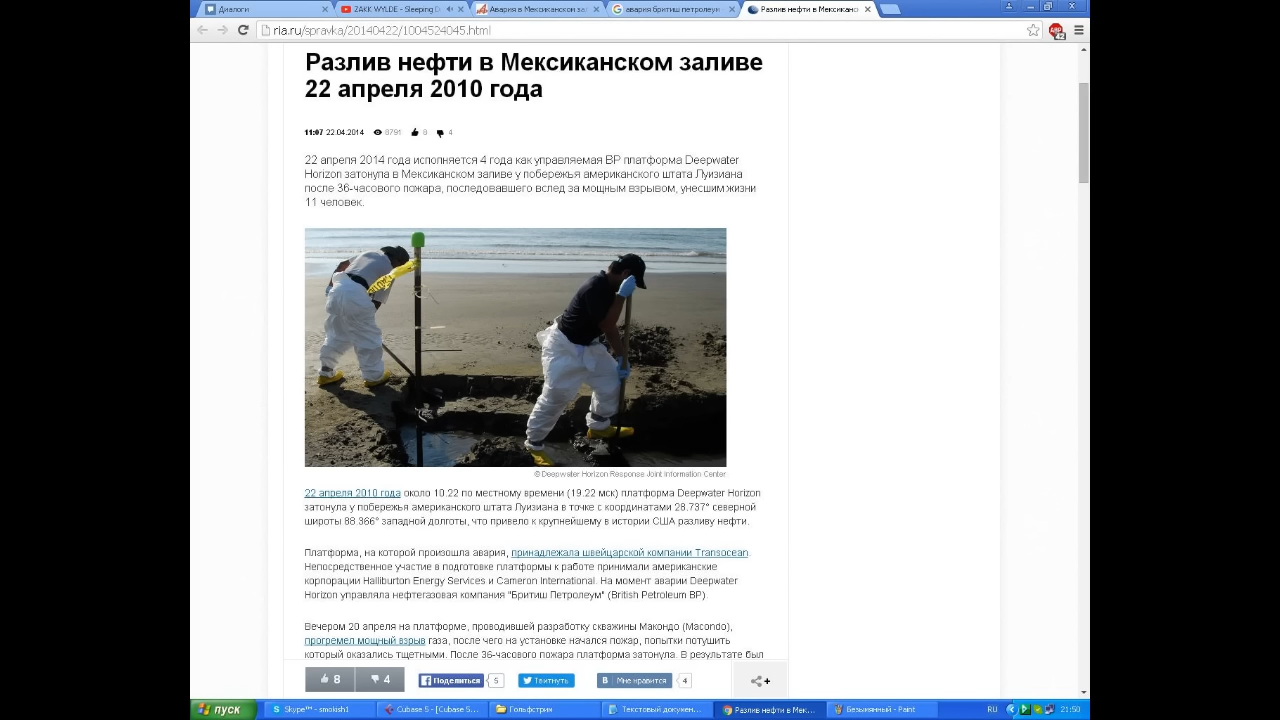 Диалоги
ZAKK WYLDE - Sleeping D
Авария в Мексиканском за
авария бритиш петролеум
Разлив нефти в Мексиканс
ria.ru/spravka/20140422/1004524045.html
Разлив нефти в Мексиканском заливе
22 апреля 2010 года
11:07 22.04.2014 8791 8 4
22 апреля 2014 года исполняется 4 года как управляемая BP платформа Deepwater
Horizon затонула в Мексиканском заливе у побережья американского штата Луизиана
после 36-часового пожара, последовавшего вслед за мощным взрывом, унесшим жизни
11 человек.
© Deepwater Horizon Response Joint Information Center
22 апреля 2010 года около 10.22 по местному времени (19.22 мск) платформа Deepwater Horizon
затонула у побережья американского штата Луизиана в точке с координатами 28.737° северной
широты 88.366° западной долготы, что привело к крупнейшему в истории США разливу нефти.
Платформа, на которой произошла авария, принадлежала швейцарской компании Transocean.
Непосредственное участие в подготовке платформы к работе принимали американские
корпорации Halliburton Energy Services и Cameron International. На момент аварии Deepwater
Horizon управляла нефтегазовая компания "Бритиш Петролеум" (British Petroleum BP).
Вечером 20 апреля на платформе, проводившей разработку скважины Макондо (Macondo),
прогремел мощный взрыв газа, после чего на установке начался пожар, попытки потушить
который оказались тщетными. После 36-часового пожара платформа затонула. В результате был
8 4 Поделиться 5 Твитнуть В Мне нравится 4
пуск Skype™ - smokish1 Cubase 5 - [Cubase 5... Гольфстрим Текстовый докумен... Разлив нефти в Мек... Безымянный - Paint RU 21:50